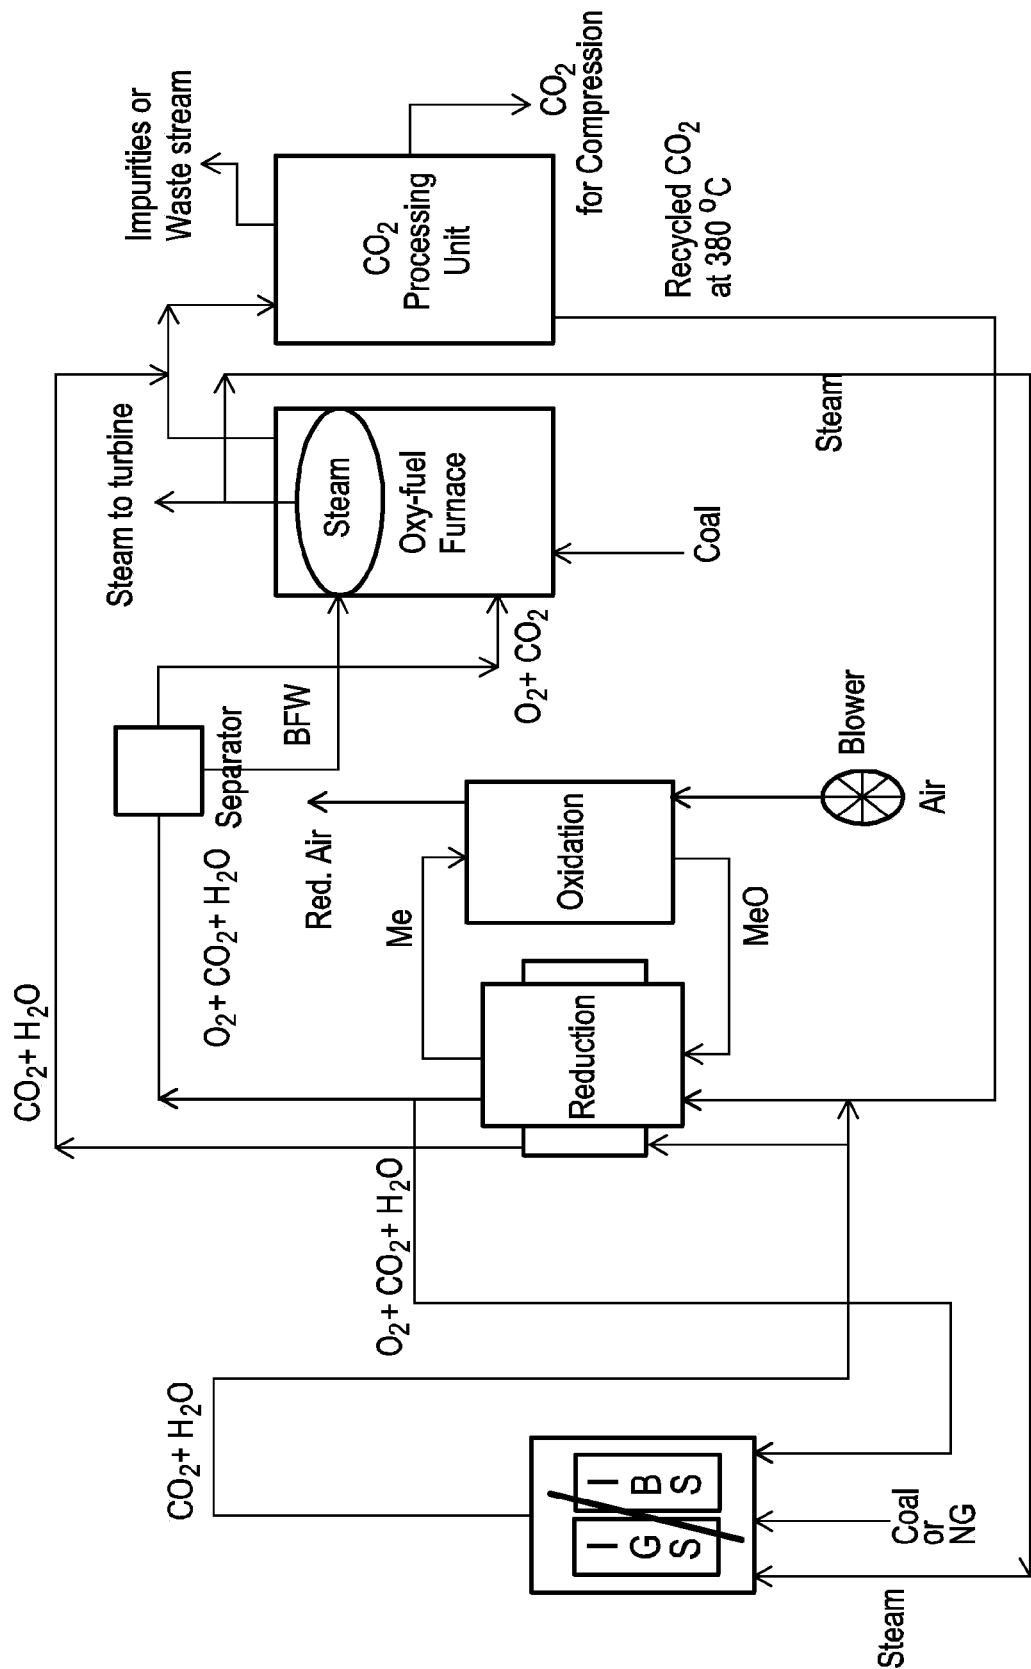 CO2+ H2O
CO2+ H2O
O2+ CO2+ H2O
O2+ CO2+ H2O
Separator
Steam to turbine
Impurities or
Waste stream
CO2
Processing
Unit
CO2
for Compression
Recycled CO2
at 380 ºC
Steam
Oxy-fuel
Furnace
Steam
Coal
BFW
O2+ CO2
Red. Air
Me
Oxidation
MeO
Reduction
Blower
Air
I
G
S
I
B
S
Coal
or
NG
Steam